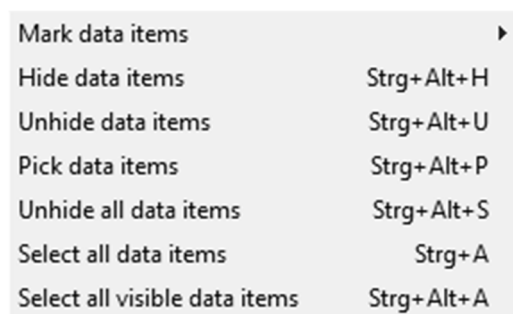 Mark data items
Hide data items Strg+Alt+H
Unhide data items Strg+Alt+U
Pick data items Strg+Alt+P
Unhide all data items Strg+Alt+S
Select all data items Strg+A
Select all visible data items Strg+Alt+A